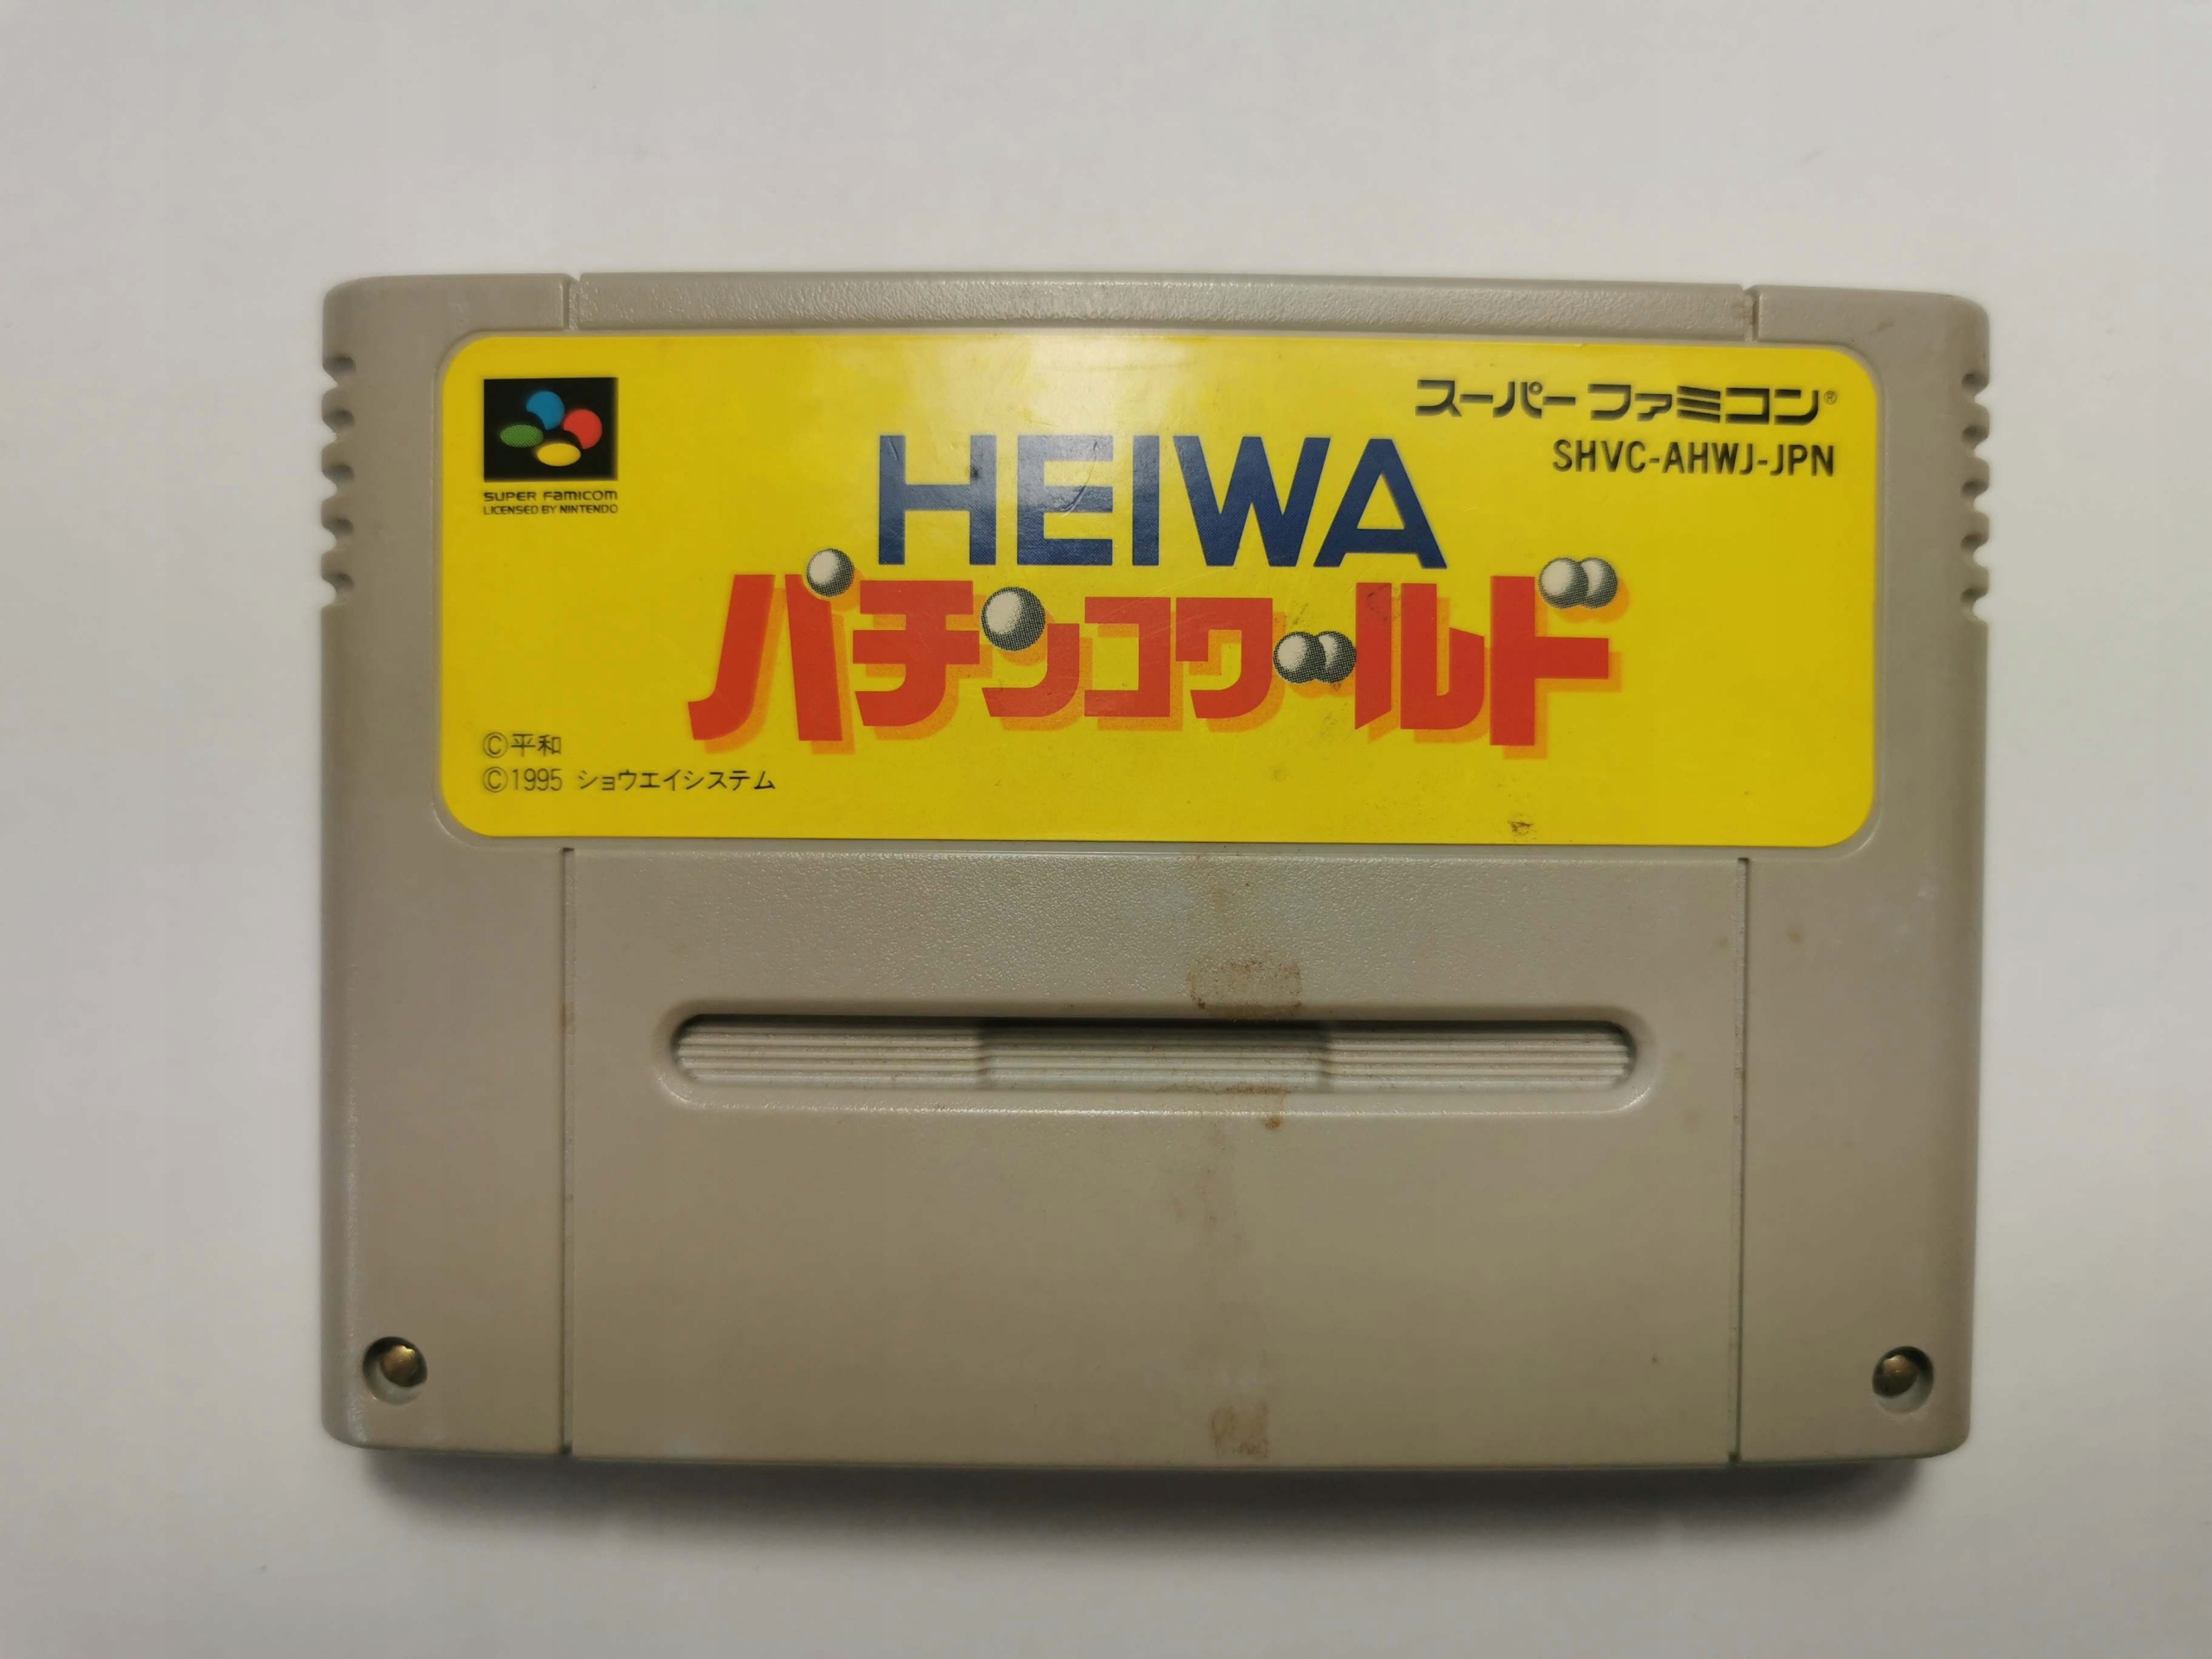 スーパーファミコン®
SHVC-AHWJ-JPN
SUPER FAMICOM
LICENSED BY NINTENDO
HEIWA
パチンコワールド
©平和
©1995 ショウエイシステム